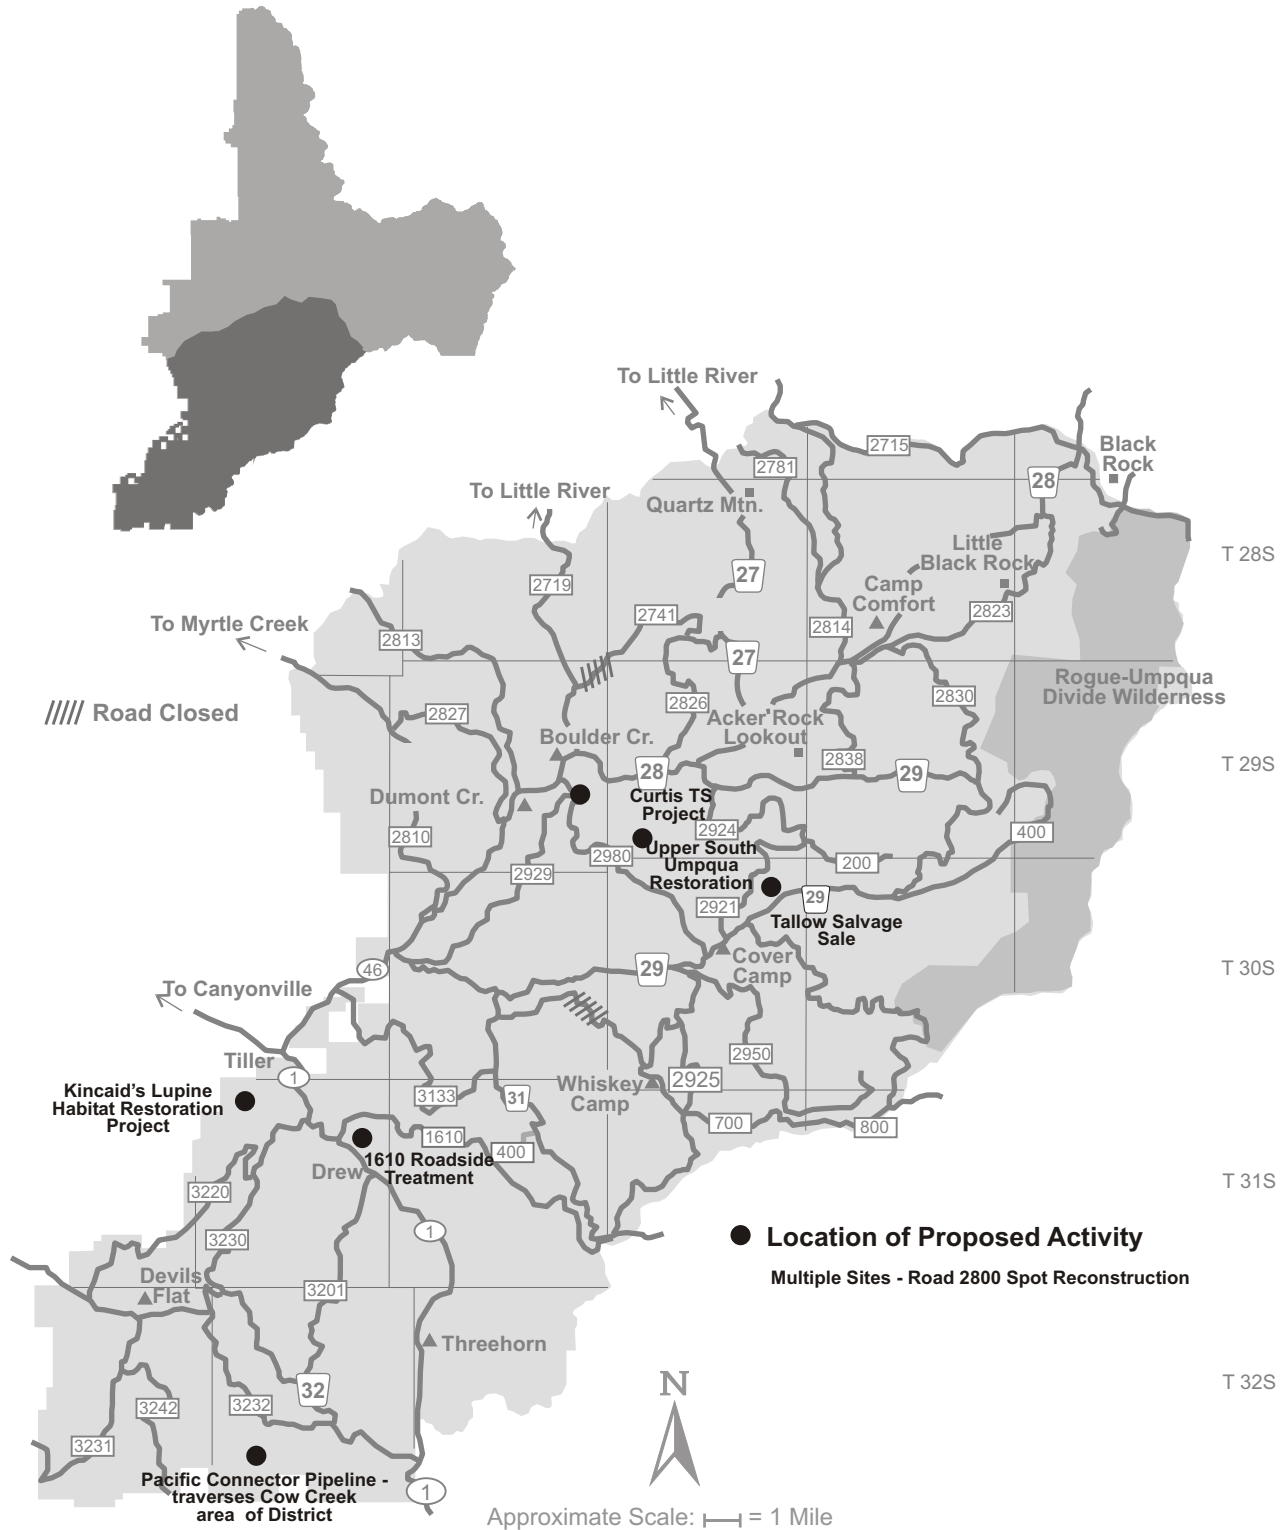 To Little River
2715
Black
Rock
2781
28
To Little River
Quartz Mtn.
T 28S
Little
Black Rock
27
2719
Camp
Comfort
2823
2741
To Myrtle Creek
2814
2813
27
Rogue-Umpqua
Divide Wilderness
2830
2826
Road Closed
2827
Acker Rock
Lookout
Boulder Cr.
2838
T 29S
28
29
Dumont Cr.
Curtis TS
Project
2924
400
2810
Upper South
Umpqua
Restoration
2980
200
2929
29
2921
Tallow Salvage
Sale
Cover
Camp
46
29
T 30S
To Canyonville
Tiller
2950
1
2925
Whiskey
Camp
Kincaid's Lupine
Habitat Restoration
Project
3133
31
700
800
1610
400
1610 Roadside
Treatment
Drew
T 31S
3220
1
3230
Location of Proposed Activity
Multiple Sites - Road 2800 Spot Reconstruction
Devils
Flat
3201
Threehorn
N
T 32S
32
3242
3232
3231
Pacific Connector Pipeline -
traverses Cow Creek
area of District
1
Approximate Scale: = 1 Mile